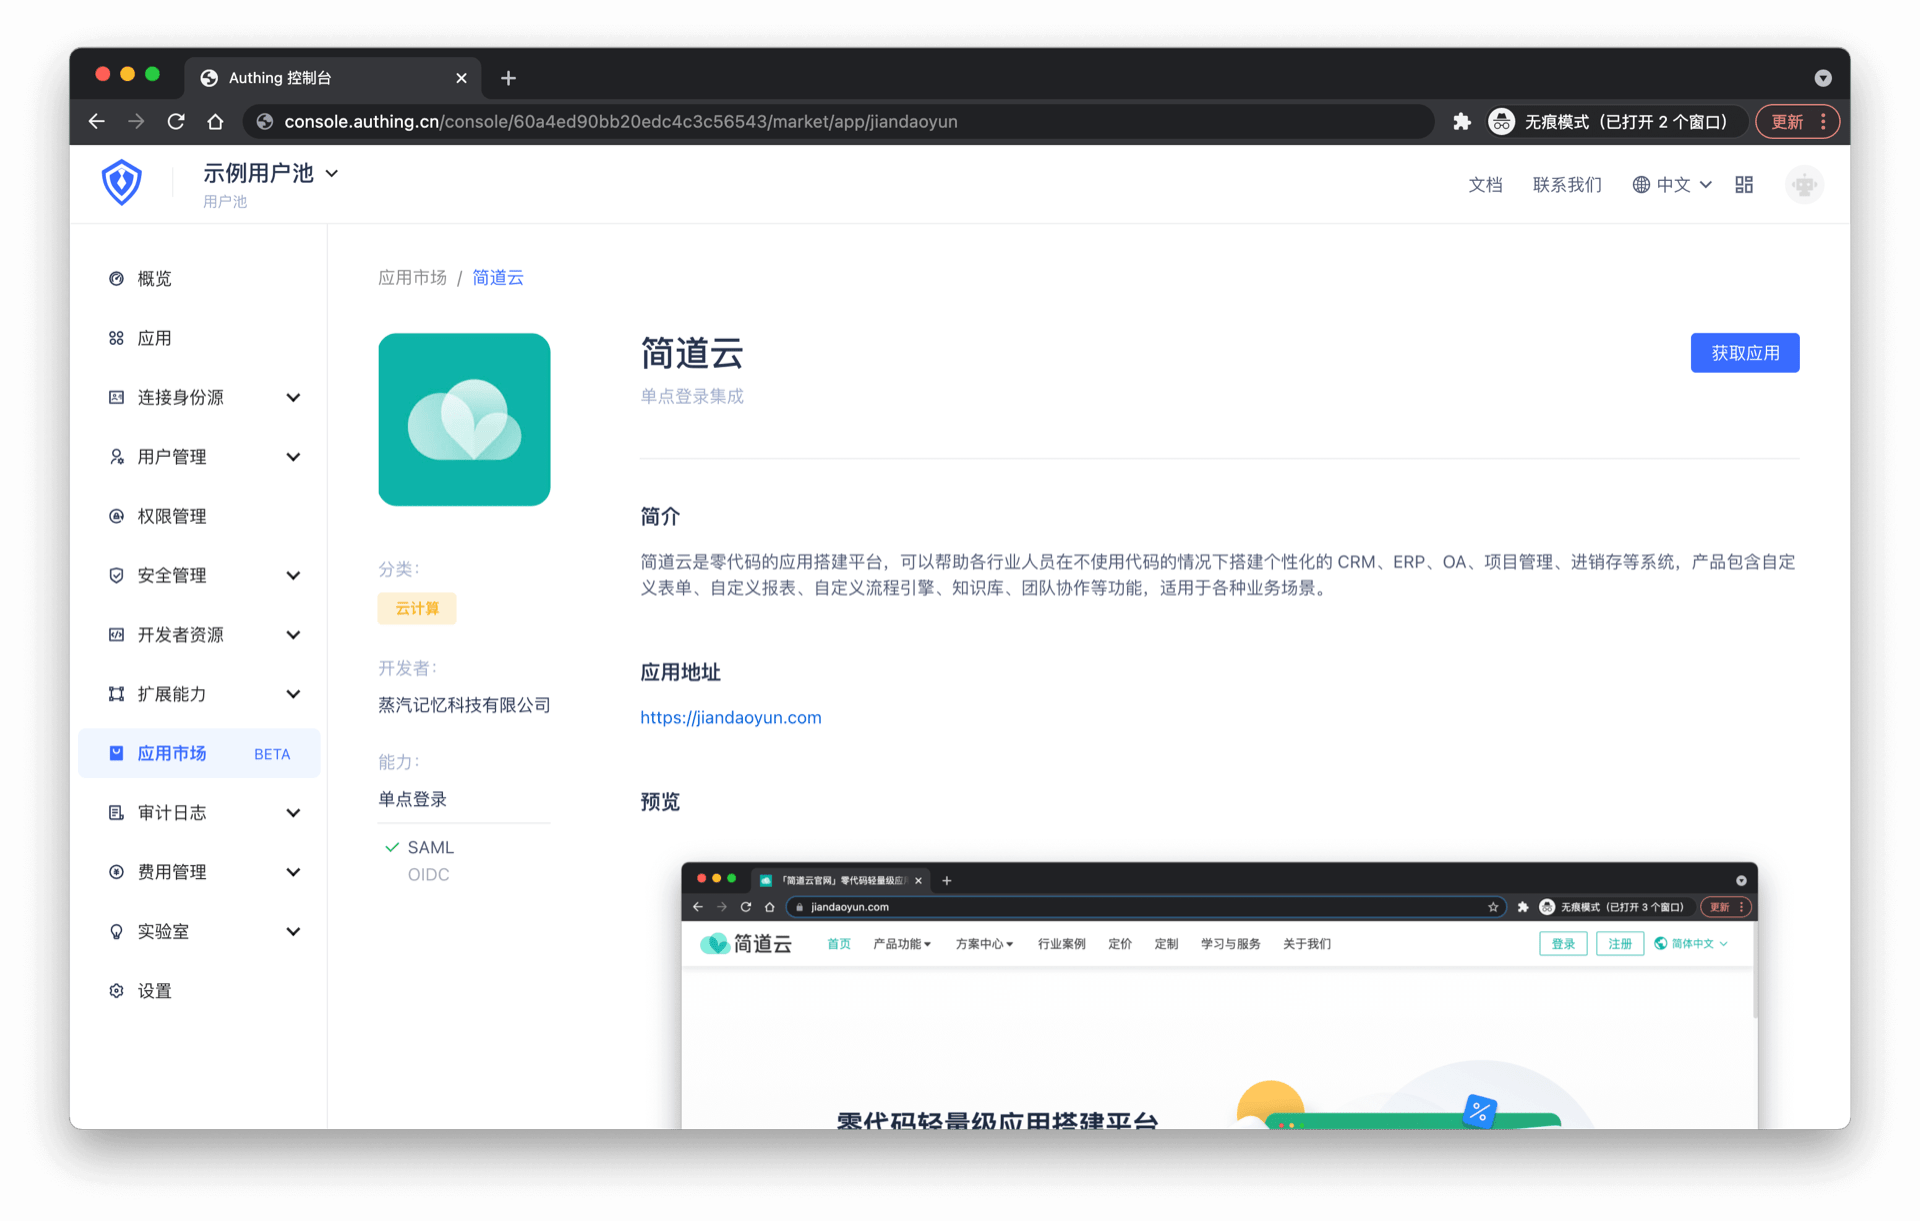 Authing 控制台
console.authing.cn/console/60a4ed90bb20edc4c3c56543/market/app/jiandaoyun
无痕模式（已打开 2 个窗口）
更新
示例用户池
用户池
文档
联系我们
中文
概览
应用
连接身份源
用户管理
权限管理
安全管理
开发者资源
扩展能力
应用市场 BETA
审计日志
费用管理
实验室
设置
应用市场 / 简道云
分类：
云计算
开发者：
蒸汽记忆科技有限公司
能力：
单点登录
SAML
OIDC
简道云
获取应用
单点登录集成
简介
简道云是零代码的应用搭建平台，可以帮助各行业人员在不使用代码的情况下搭建个性化的 CRM、ERP、OA、项目管理、进销存等系统，产品包含自定
义表单、自定义报表、自定义流程引擎、知识库、团队协作等功能，适用于各种业务场景。
应用地址
https://jiandaoyun.com
预览
「简道云官网」零代码轻量级应
jiandaoyun.com
无痕模式（已打开 3 个窗口）
更新
简道云
首页
产品功能
方案中心
行业案例
定价
定制
学习与服务
关于我们
登录
注册
简体中文
零代码轻量级应用搭建平台
%